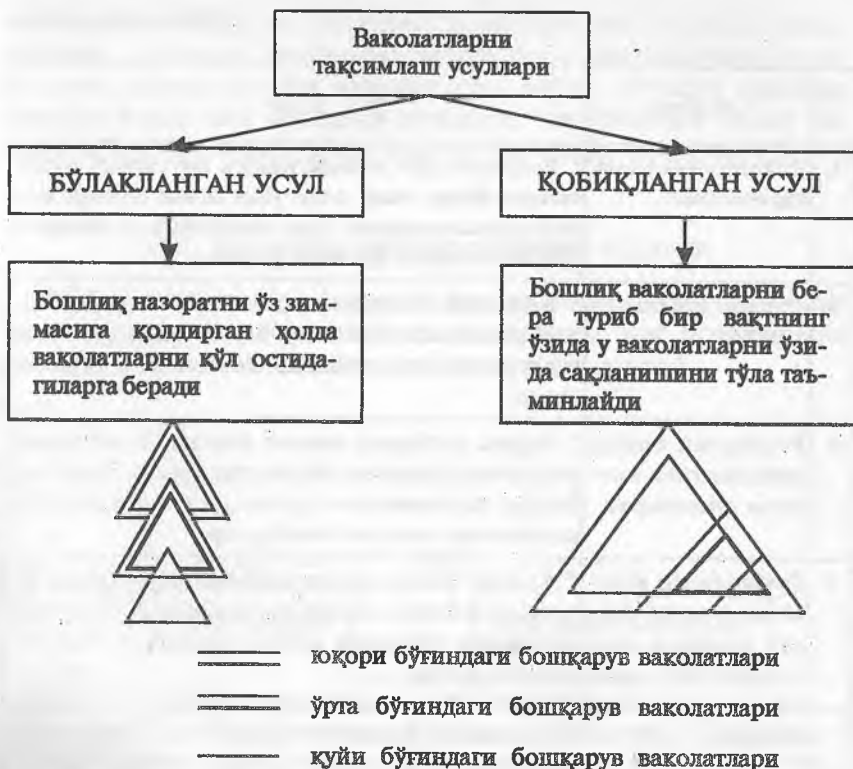 Ваколатларни
тақсимлаш усуллари
БЎЛАКЛАНГАН УСУЛ
ҚОБИҚЛАНГАН УСУЛ
Бошлиқ назоратни ўз зим-
масига қолдирган ҳолда
ваколатларни қўл остида-
гиларга беради
Бошлиқ ваколатларни бе-
ра туриб бир вақтнинг
ўзида у ваколатларни ўзи-
да сақланишини тўла таъ-
минлайди
юқори бўғиндаги бошқарув ваколатлари
ўрта бўғиндаги бошқарув ваколатлари
қуйи бўғиндаги бошқарув ваколатлари